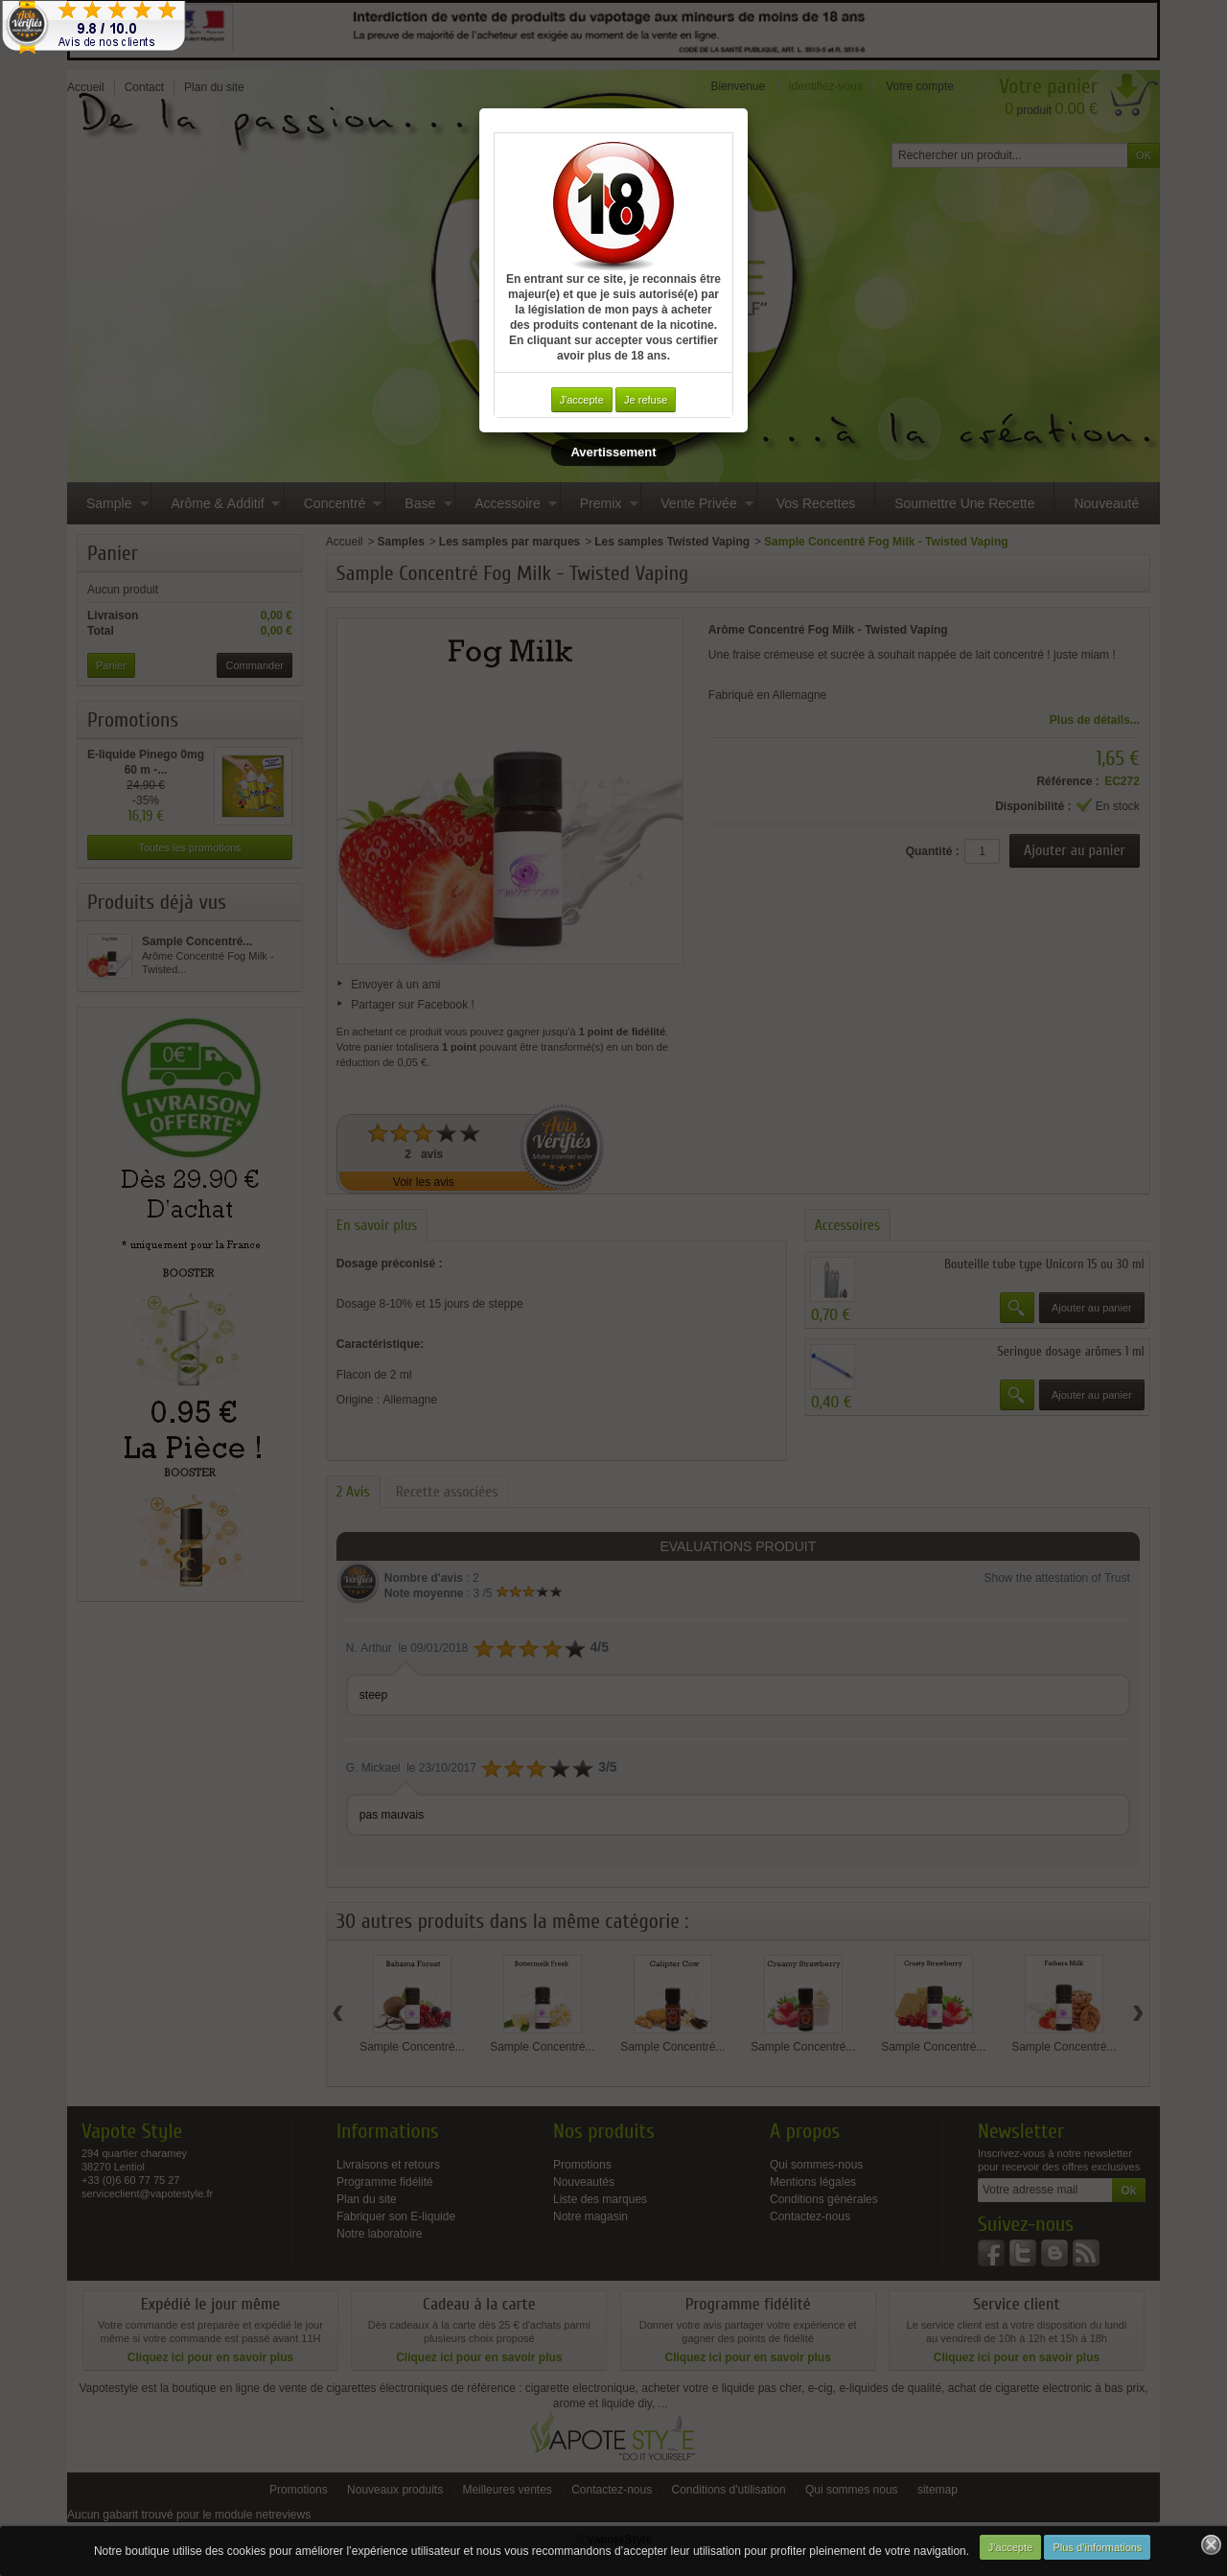 9.8 / 10.0
Avis de nos clients
Interdiction de vente de produits du vapotage aux mineurs de moins de 18 ans
La preuve de majorité de l'acheteur est exigée au moment de la vente en ligne.
CODE DE LA SANTÉ PUBLIQUE, ART. L. 3513-5 et R. 3515-6
Accueil
Contact
Plan du site
Bienvenue
Identifiez-vous
Votre compte
Votre panier
0 produit 0.00 €
De la passion...
Rechercher un produit...
OK
18
En entrant sur ce site, je reconnais être
majeur(e) et que je suis autorisé(e) par
la législation de mon pays à acheter
des produits contenant de la nicotine.
En cliquant sur accepter vous certifier
avoir plus de 18 ans.
J'accepte
Je refuse
Avertissement
...à la création.
Sample
Arôme & Additif
Concentré
Base
Accessoire
Premix
Vente Privée
Vos Recettes
Soumettre Une Recette
Nouveauté
Panier
Aucun produit
Livraison 0,00 €
Total 0,00 €
Panier
Commander
Promotions
E-liquide Pinego 0mg
60 m -...
24,90 €
-35%
16,19 €
Toutes les promotions
Produits déjà vus
Sample Concentré...
Arôme Concentré Fog Milk -
Twisted...
0€*
LIVRAISON
OFFERTE*
Dès 29.90 €
D'achat
* uniquement pour la France
BOOSTER
0.95 €
La Pièce !
BOOSTER
Accueil > Samples > Les samples par marques > Les samples Twisted Vaping > Sample Concentré Fog Milk - Twisted Vaping
Sample Concentré Fog Milk - Twisted Vaping
Fog Milk
Arôme Concentré Fog Milk - Twisted Vaping
Une fraise crémeuse et sucrée à souhait nappée de lait concentré ! juste miam !
Fabriqué en Allemagne
Plus de détails...
1,65 €
Référence : EC272
Disponibilité : En stock
Quantité : 1
Ajouter au panier
Envoyer à un ami
Partager sur Facebook !
En achetant ce produit vous pouvez gagner jusqu'à 1 point de fidélité.
Votre panier totalisera 1 point pouvant être transformé(s) en un bon de
réduction de 0,05 €.
2 avis
Voir les avis
Avis
Vérifiés
Make internet safer
En savoir plus
Dosage préconisé :
Dosage 8-10% et 15 jours de steppe
Caractéristique:
Flacon de 2 ml
Origine : Allemagne
Accessoires
Bouteille tube type Unicorn 15 ou 30 ml
0,70 €
Ajouter au panier
Seringue dosage arômes 1 ml
0,40 €
Ajouter au panier
2 Avis
Recette associées
EVALUATIONS PRODUIT
Nombre d'avis : 2
Note moyenne : 3 /5
Show the attestation of Trust
N. Arthur le 09/01/2018 4/5
steep
G. Mickael le 23/10/2017 3/5
pas mauvais
30 autres produits dans la même catégorie :
Bahama Forest
Buttermelk Fresh
Calipter Cow
Creamy Strawberry
Crusty Strawberry
Fathers Milk
Sample Concentré...
Sample Concentré...
Sample Concentré...
Sample Concentré...
Sample Concentré...
Sample Concentré...
Vapote Style
294 quartier charamey
38270 Lentiol
+33 (0)6 60 77 75 27
serviceclient@vapotestyle.fr
Informations
Livraisons et retours
Programme fidélité
Plan du site
Fabriquer son E-liquide
Notre laboratoire
Nos produits
Promotions
Nouveautés
Liste des marques
Notre magasin
A propos
Qui sommes-nous
Mentions légales
Conditions générales
Contactez-nous
Newsletter
Inscrivez-vous à notre newsletter
pour recevoir des offres exclusives
Votre adresse mail
Ok
Suivez-nous
Expédié le jour même
Votre commande est preparée et expédié le jour
même si votre commande est passé avant 11H
Cliquez ici pour en savoir plus
Cadeau à la carte
Dès cadeaux à la carte dès 25 € d'achats parmi
plusieurs choix proposé
Cliquez ici pour en savoir plus
Programme fidélité
Donner votre avis partager votre expérience et
gagner des points de fidélité
Cliquez ici pour en savoir plus
Service client
Le service client est a votre disposition du lundi
au vendredi de 10h à 12h et 15h à 18h
Cliquez ici pour en savoir plus
Vapotestyle est la boutique en ligne de vente de cigarettes électroniques de référence : cigarette electronique, acheter votre e liquide pas cher, e-cig, e-liquides de qualité, achat de cigarette electronic à bas prix,
arome et liquide diy, ...
VAPOTE STYLE
"DO IT YOURSELF"
Promotions
Nouveaux produits
Meilleures ventes
Contactez-nous
Conditions d'utilisation
Qui sommes nous
sitemap
Aucun gabarit trouvé pour le module netreviews
Notre boutique utilise des cookies pour améliorer l'expérience utilisateur et nous vous recommandons d'accepter leur utilisation pour profiter pleinement de votre navigation.
J'accepte
Plus d'informations